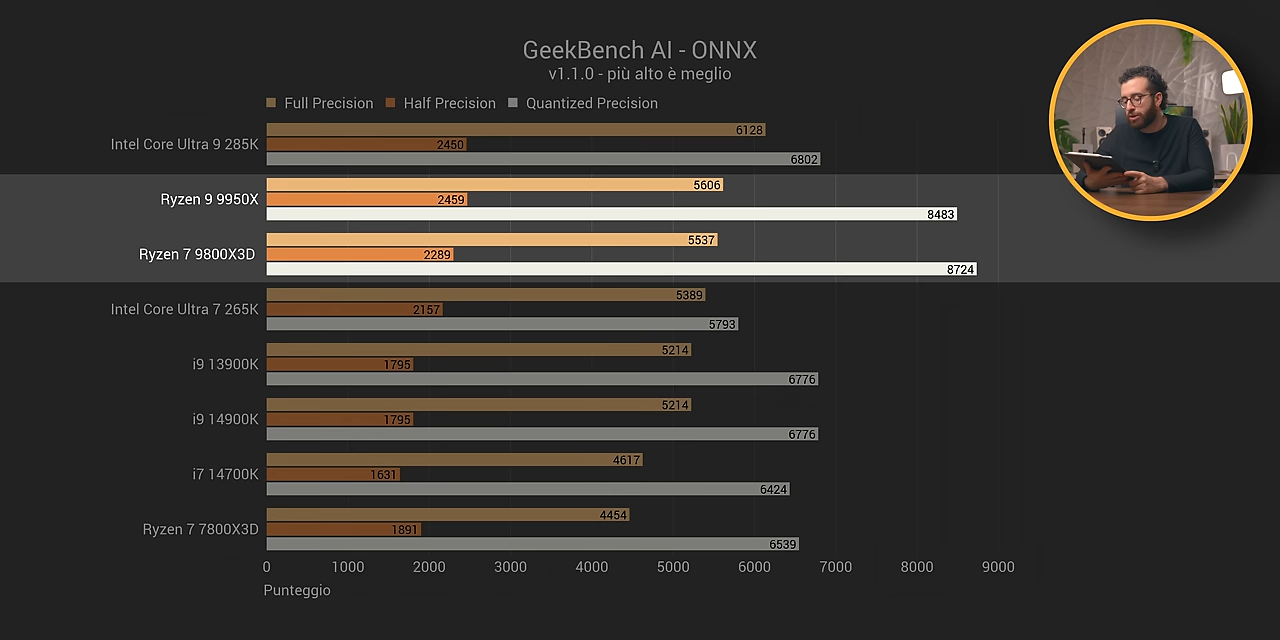 GeekBench AI - ONNX
v1.1.0 - più alto è meglio
Full Precision Half Precision Quantized Precision
Intel Core Ultra 9 285K
6128
2450
6802
Ryzen 9 9950X
5606
2459
8483
Ryzen 7 9800X3D
5537
2289
8724
Intel Core Ultra 7 265K
5389
2157
5793
i9 13900K
5214
1795
6776
i9 14900K
5214
1795
6776
i7 14700K
4617
1631
6424
Ryzen 7 7800X3D
4454
1891
6539
0 1000 2000 3000 4000 5000 6000 7000 8000 9000
Punteggio